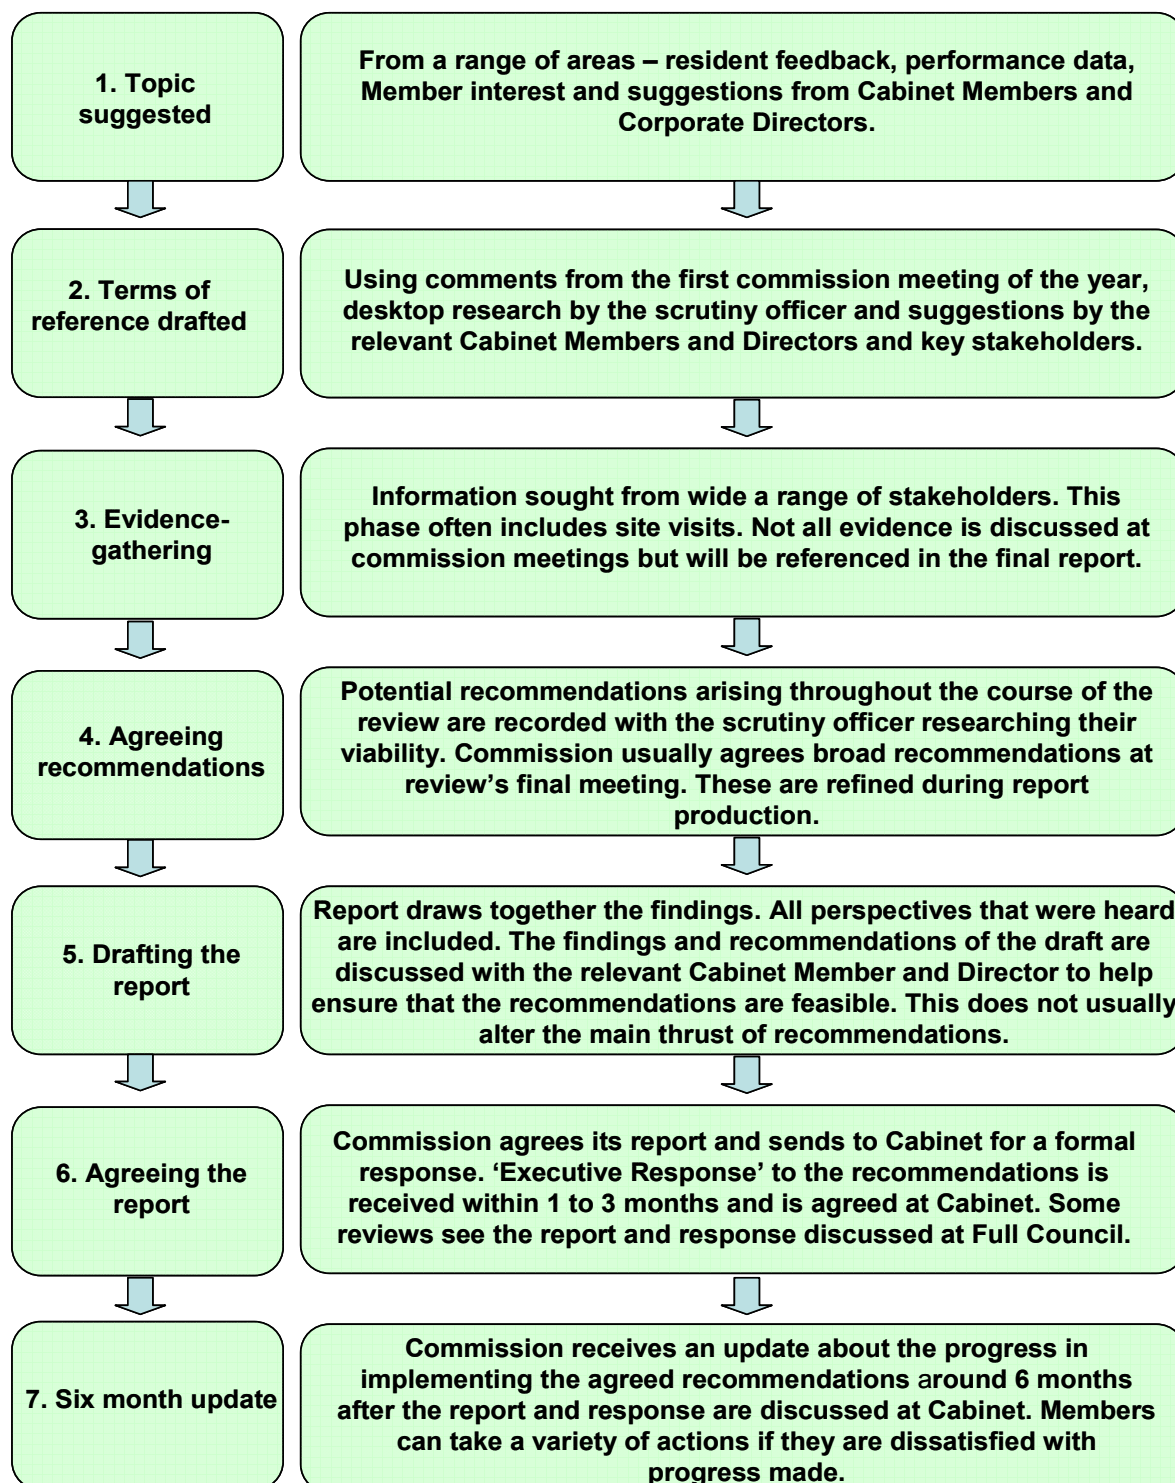 1. Topic
suggested
From a range of areas – resident feedback, performance data,
Member interest and suggestions from Cabinet Members and
Corporate Directors.
2. Terms of
reference drafted
Using comments from the first commission meeting of the year,
desktop research by the scrutiny officer and suggestions by the
relevant Cabinet Members and Directors and key stakeholders.
3. Evidence-
gathering
Information sought from wide a range of stakeholders. This
phase often includes site visits. Not all evidence is discussed at
commission meetings but will be referenced in the final report.
4. Agreeing
recommendations
Potential recommendations arising throughout the course of the
review are recorded with the scrutiny officer researching their
viability. Commission usually agrees broad recommendations at
review’s final meeting. These are refined during report
production.
5. Drafting the
report
Report draws together the findings. All perspectives that were heard
are included. The findings and recommendations of the draft are
discussed with the relevant Cabinet Member and Director to help
ensure that the recommendations are feasible. This does not usually
alter the main thrust of recommendations.
6. Agreeing the
report
Commission agrees its report and sends to Cabinet for a formal
response. ‘Executive Response’ to the recommendations is
received within 1 to 3 months and is agreed at Cabinet. Some
reviews see the report and response discussed at Full Council.
7. Six month update
Commission receives an update about the progress in
implementing the agreed recommendations around 6 months
after the report and response are discussed at Cabinet. Members
can take a variety of actions if they are dissatisfied with
progress made.